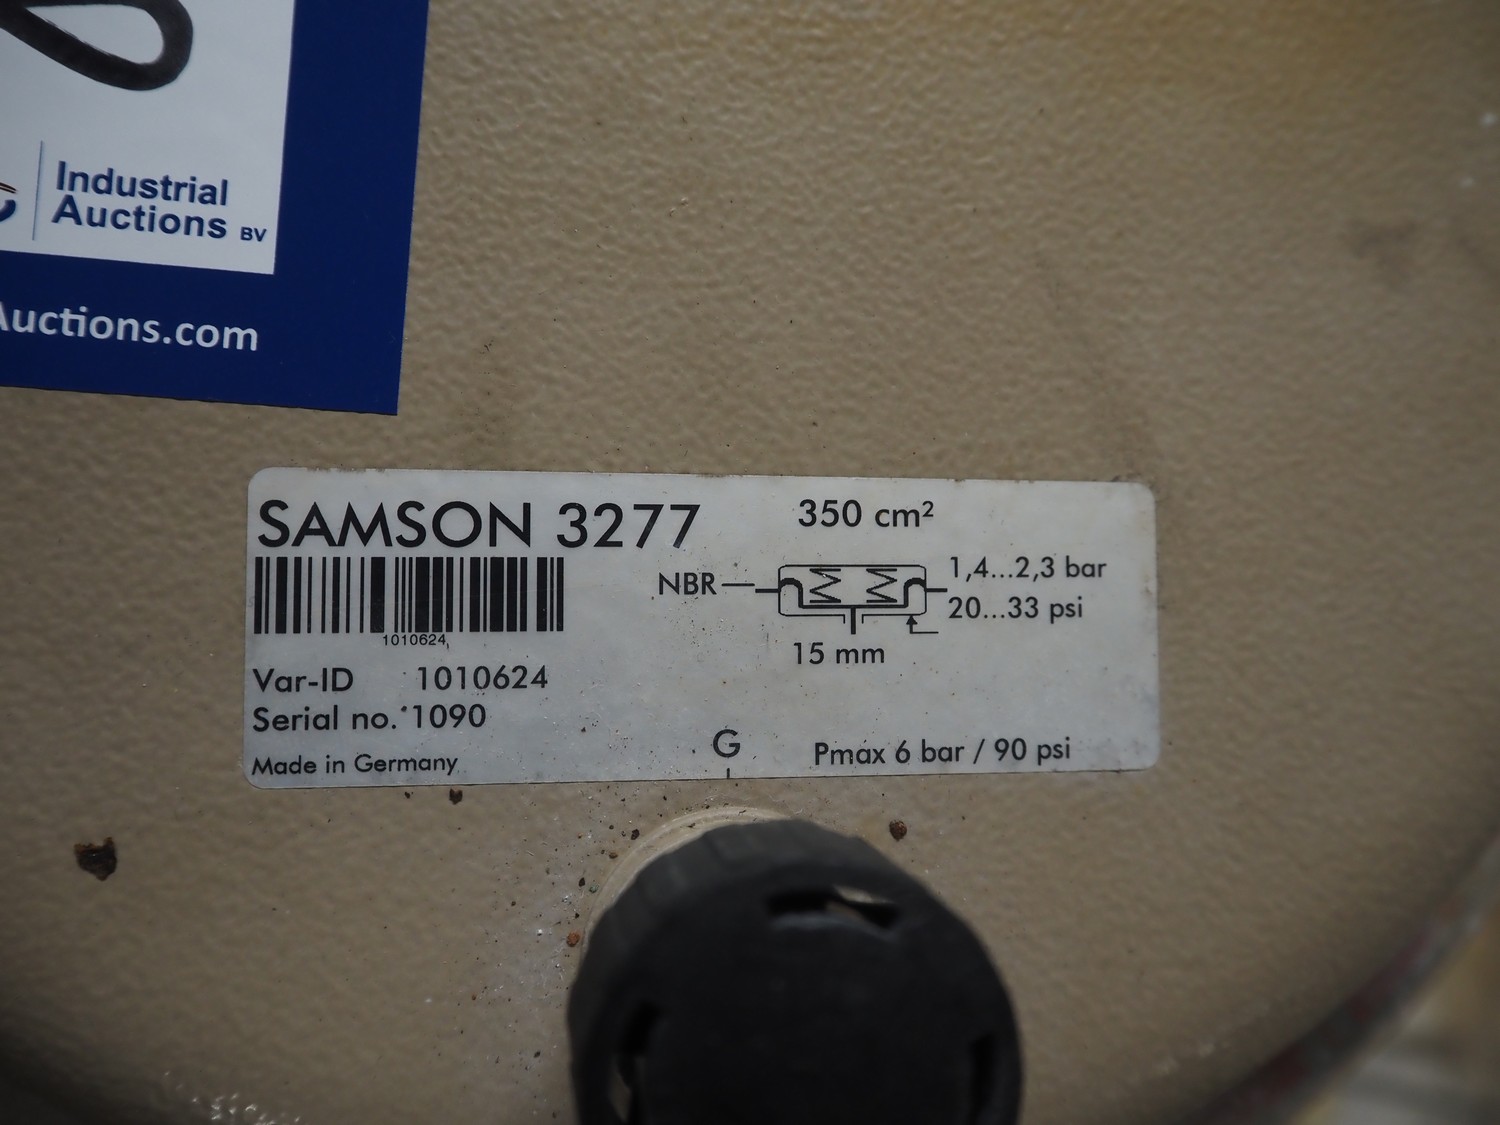 Industrial
Auctions BV
Auctions.com
SAMSON 3277
350 cm²
1010624
NBR
1,4...2,3 bar
20...33 psi
15 mm
Var-ID 1010624
Serial no. 1090
Made in Germany
G
Pmax 6 bar / 90 psi